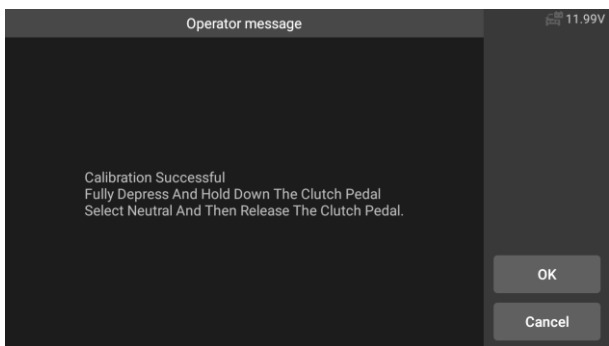 Operator message
11.99V
Calibration Successful
Fully Depress And Hold Down The Clutch Pedal
Select Neutral And Then Release The Clutch Pedal.
OK
Cancel